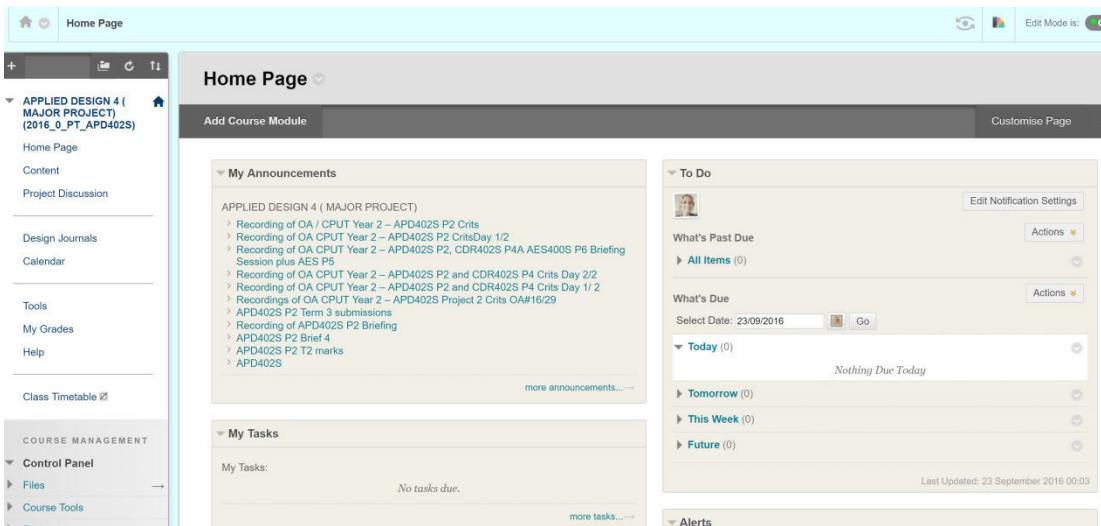 Home Page
Edit Mode is:
APPLIED DESIGN 4 (
MAJOR PROJECT)
(2016_0_PT_APD402S)
Home Page
Content
Project Discussion
Design Journals
Calendar
Tools
My Grades
Help
Class Timetable
COURSE MANAGEMENT
Control Panel
Files
Course Tools
Home Page
Add Course Module
Customise Page
My Announcements
APPLIED DESIGN 4 ( MAJOR PROJECT)
Recording of OA / CPUT Year 2 – APD402S P2 Crits
Recording of OA CPUT Year 2 – APD402S P2 CritsDay 1/2
Recording of OA CPUT Year 2 – APD402S P2, CDR402S P4A AES400S P6 Briefing
Session plus AES P5
Recording of OA CPUT Year 2 – APD402S P2 and CDR402S P4 Crits Day 2/2
Recording of OA CPUT Year 2 – APD402S P2 and CDR402S P4 Crits Day 1/ 2
Recordings of OA CPUT Year 2 – APD402S Project 2 Crits OA#16/29
APD402S P2 Term 3 submissions
Recording of APD402S P2 Briefing
APD402S P2 Brief 4
APD402S P2 T2 marks
APD402S
more announcements...
My Tasks
My Tasks:
No tasks due.
more tasks...
To Do
Edit Notification Settings
What's Past Due
Actions
All Items (0)
What's Due
Actions
Select Date: 23/09/2016 Go
Today (0)
Nothing Due Today
Tomorrow (0)
This Week (0)
Future (0)
Last Updated: 23 September 2016 00:03
Alerts